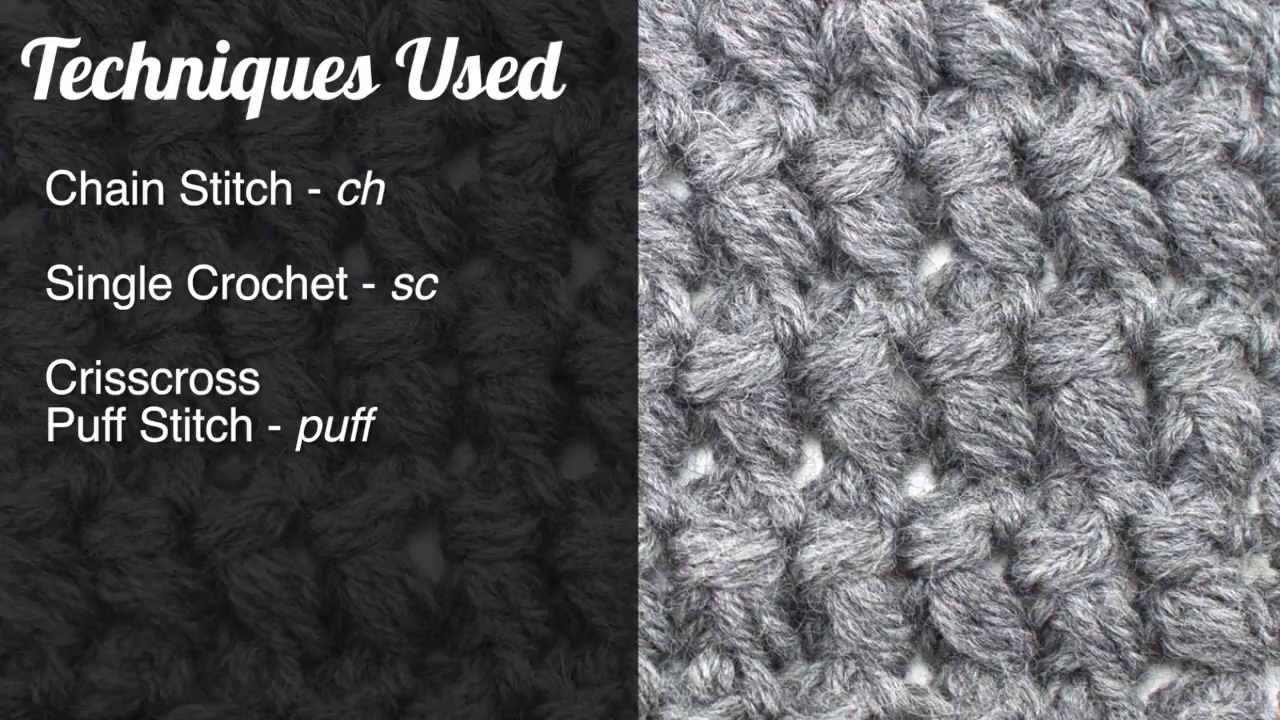 Techniques Used
Chain Stitch - ch
Single Crochet - sc
Crisscross
Puff Stitch - puff